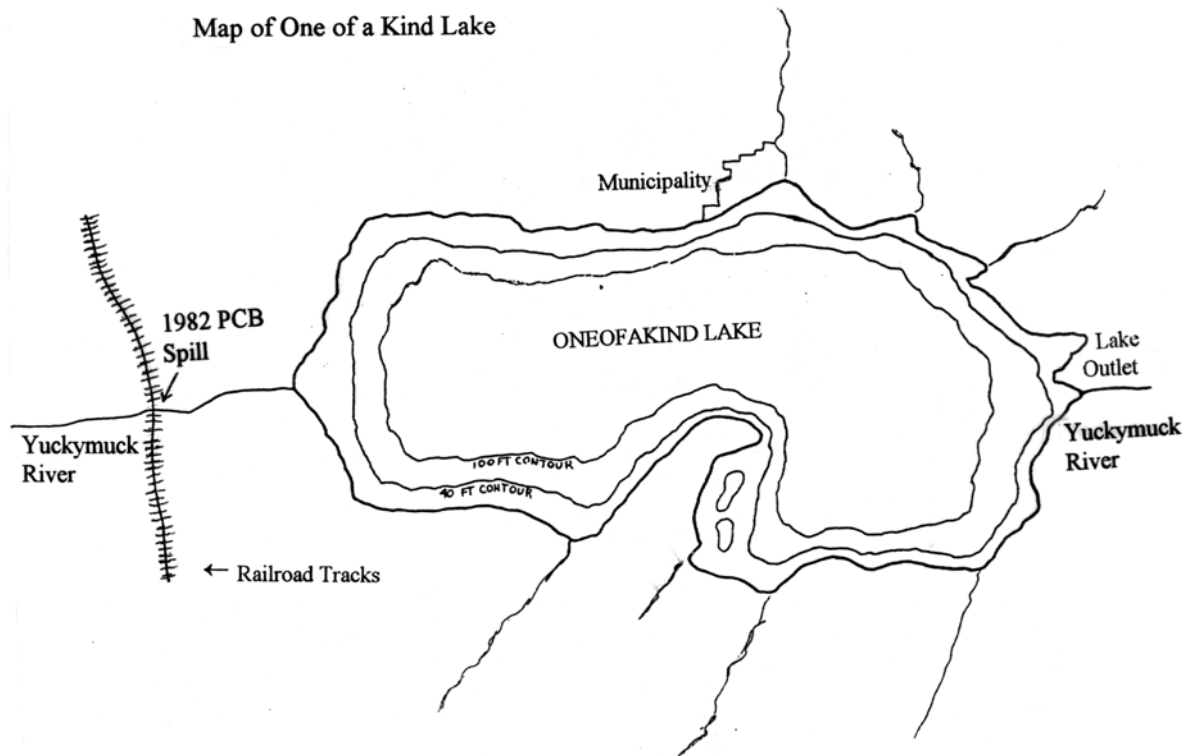 Map of One of a Kind Lake
Municipality
1982 PCB
Spill
ONEOFAKIND LAKE
Lake
Outlet
Yuckymuck
River
Yuckymuck
River
100 FT CONTOUR
40 FT CONTOUR
← Railroad Tracks